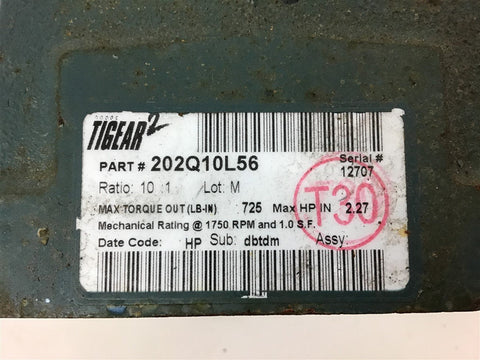 DODGE
TIGEAR2
PART # 202Q10L56
Serial #
12707
Ratio: 10 :1 Lot: M
T30
MAX TORQUE OUT (LB-IN) 725 Max HP IN 2.27
Mechanical Rating @ 1750 RPM and 1.0 S.F.
Date Code: HP Sub: dbtdm Assy: